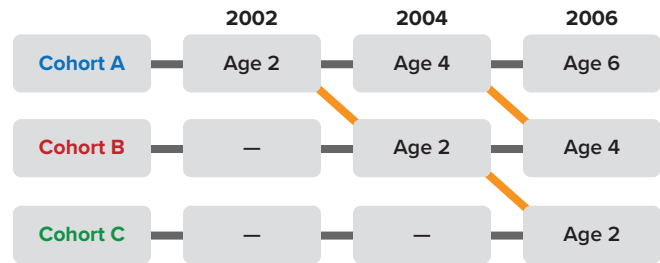 2002 2004 2006
Cohort A Age 2 Age 4 Age 6
Cohort B — Age 2 Age 4
Cohort C — — Age 2